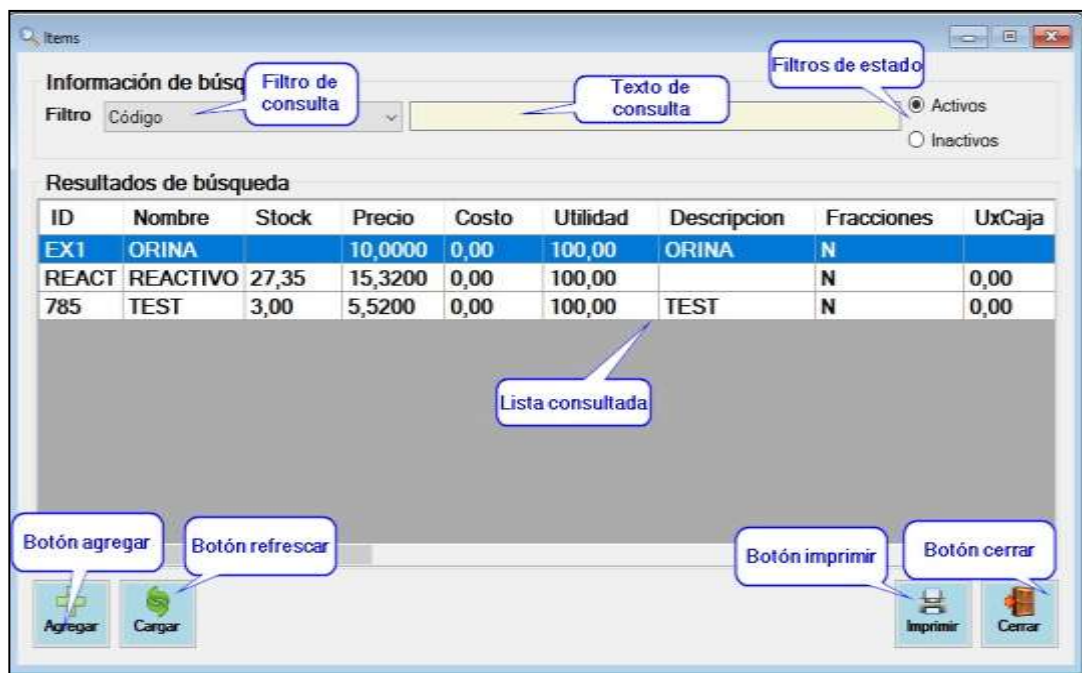 Items
Filtros de estado
Información de búsq
Filtro de
consulta
Texto de
consulta
Filtro
Código
Activos
Inactivos
Resultados de búsqueda
ID Nombre Stock Precio Costo Utilidad Descripcion Fracciones UxCaja
EX1 ORINA 10,0000 0,00 100,00 ORINA N
REACT REACTIVO 27,35 15,3200 0,00 100,00 N 0,00
785 TEST 3,00 5,5200 0,00 100,00 TEST N 0,00
Lista consultada
Botón agregar
Botón refrescar
Botón imprimir
Botón cerrar
Agregar
Cargar
Imprimir
Cerrar